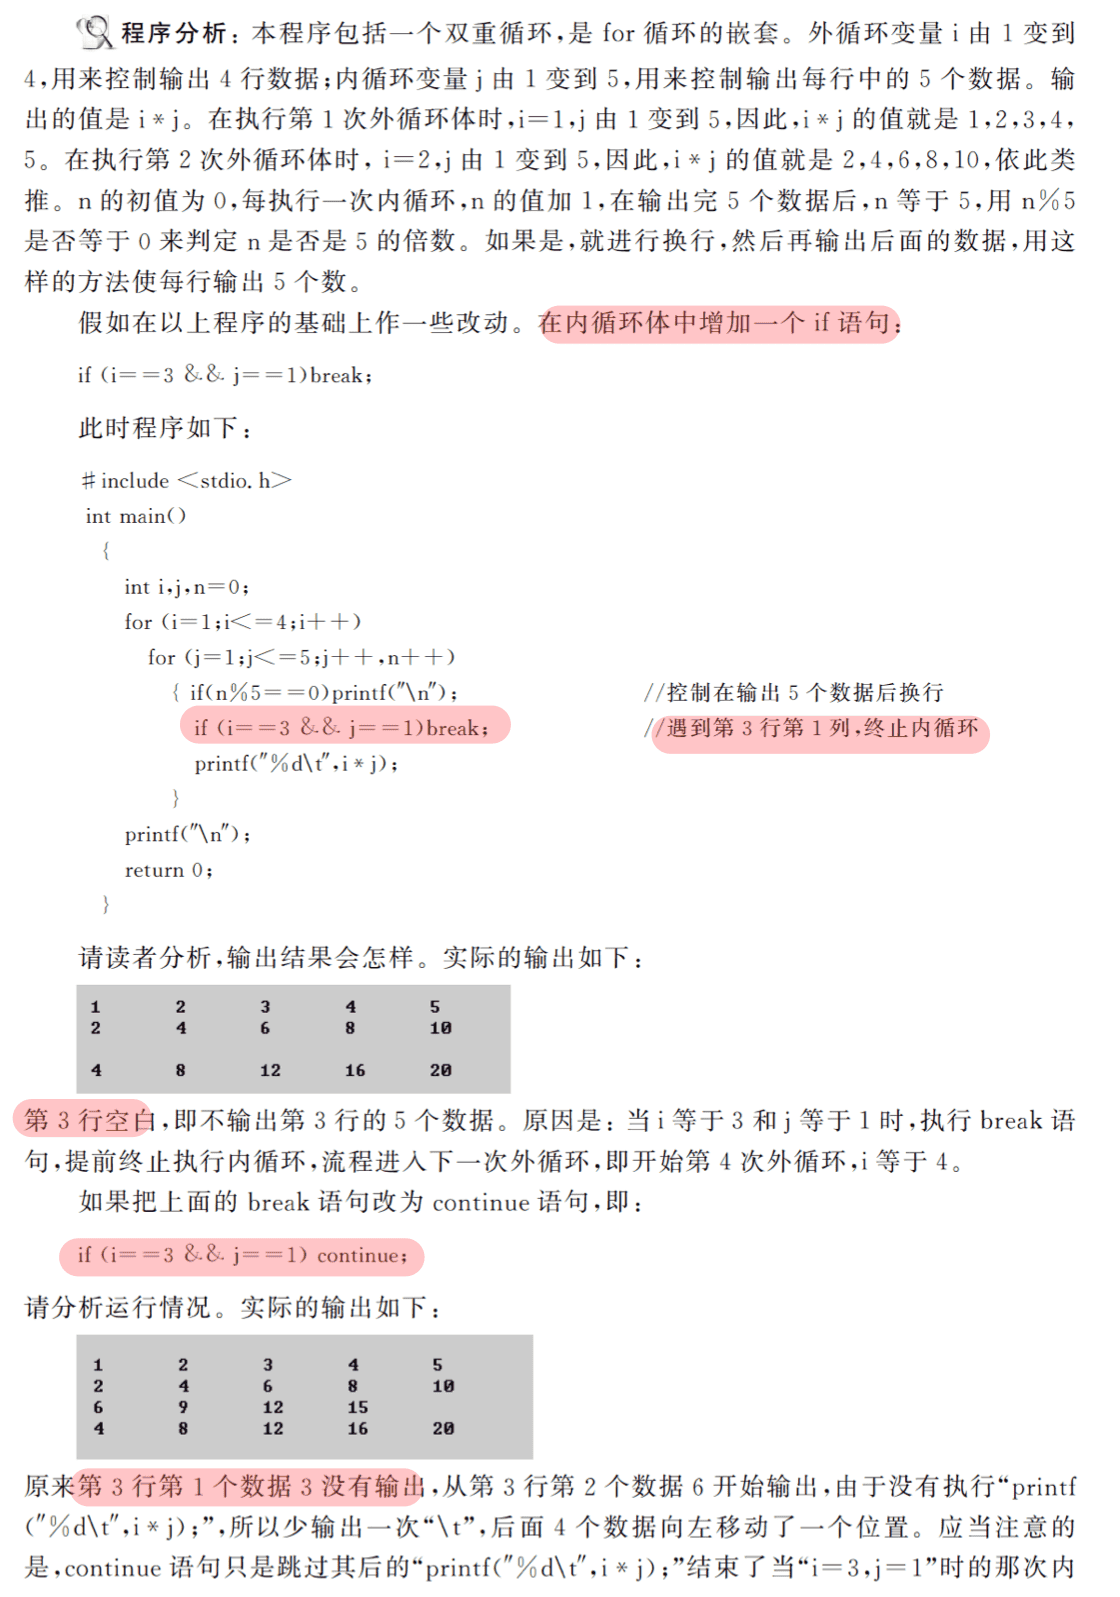 程序分析：本程序包括一个双重循环，是 for 循环的嵌套。外循环变量 i 由 1 变到
4，用来控制输出 4 行数据；内循环变量 j 由 1 变到 5，用来控制输出每行中的 5 个数据。输
出的值是 i*j。在执行第 1 次外循环体时，i=1，j 由 1 变到 5，因此，i*j 的值就是 1，2，3，4，
5。在执行第 2 次外循环体时，i=2，j 由 1 变到 5，因此，i*j 的值就是 2，4，6，8，10，依此类
推。n 的初值为 0，每执行一次内循环，n 的值加 1，在输出完 5 个数据后，n 等于 5，用 n%5
是否等于 0 来判定 n 是否是 5 的倍数。如果是，就进行换行，然后再输出后面的数据，用这
样的方法使每行输出 5 个数。
假如在以上程序的基础上作一些改动。在内循环体中增加一个 if 语句：
if (i==3 && j==1)break;
此时程序如下：
#include <stdio.h>
int main()
{
int i,j,n=0;
for (i=1;i<=4;i++)
for (j=1;j<=5;j++,n++)
{ if(n%5==0)printf("\n"); //控制在输出 5 个数据后换行
if (i==3 && j==1)break; //遇到第 3 行第 1 列，终止内循环
printf("%d\t",i*j);
}
printf("\n");
return 0;
}
请读者分析，输出结果会怎样。实际的输出如下：
1 2 3 4 5
2 4 6 8 10
4 8 12 16 20
第 3 行空白，即不输出第 3 行的 5 个数据。原因是：当 i 等于 3 和 j 等于 1 时，执行 break 语
句，提前终止执行内循环，流程进入下一次外循环，即开始第 4 次外循环，i 等于 4。
如果把上面的 break 语句改为 continue 语句，即：
if (i==3 && j==1) continue;
请分析运行情况。实际的输出如下：
1 2 3 4 5
2 4 6 8 10
6 9 12 15
4 8 12 16 20
原来第 3 行第 1 个数据 3 没有输出，从第 3 行第 2 个数据 6 开始输出，由于没有执行“printf
("%d\t",i*j);”，所以少输出一次“\t”，后面 4 个数据向左移动了一个位置。应当注意的
是，continue 语句只是跳过其后的“printf("%d\t",i*j);”结束了当“i=3,j=1”时的那次内